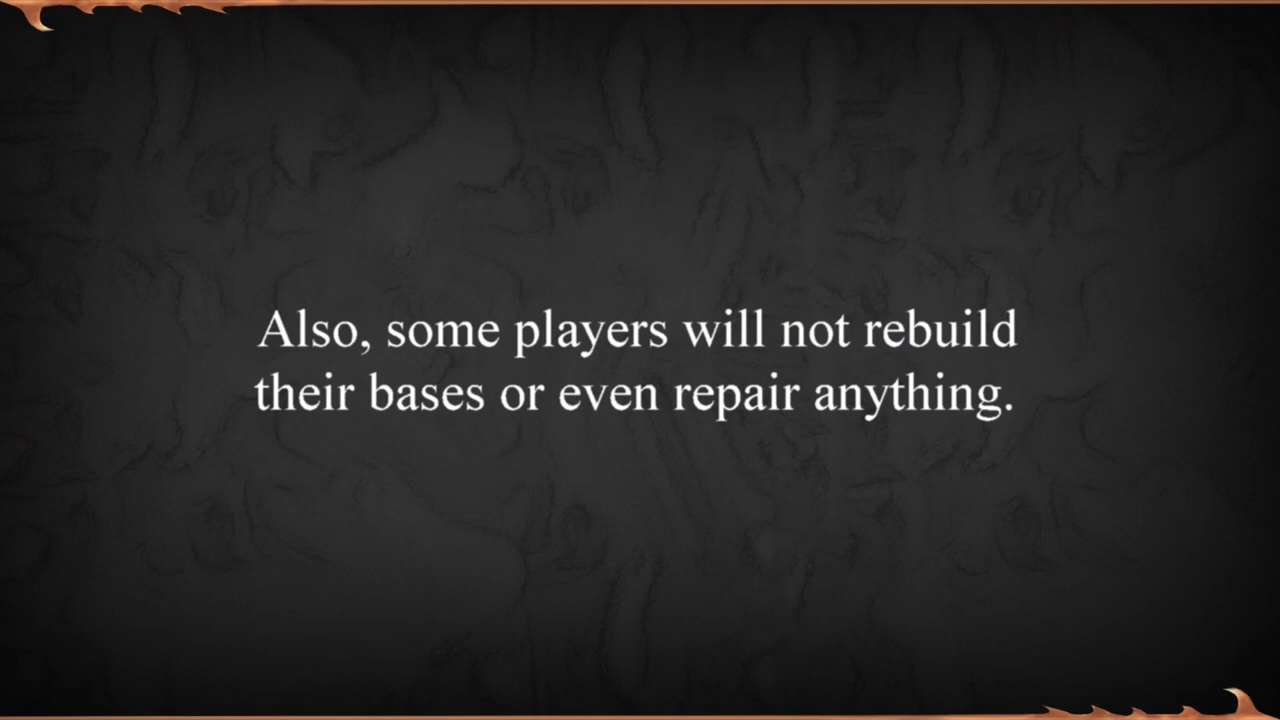 Also, some players will not rebuild
their bases or even repair anything.